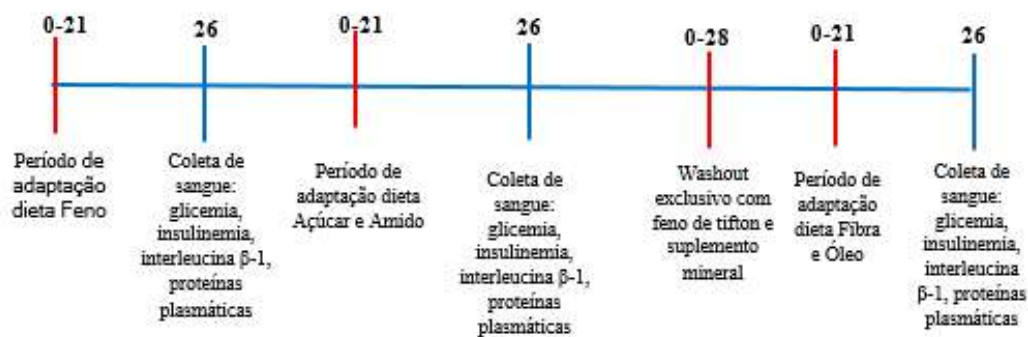 0-21
26
0-21
26
0-28
0-21
26
Período de
adaptação
dieta Feno
Coleta de
sangue:
glicemia,
insulinemia,
interleucina β-1,
proteínas
plasmáticas
Período de
adaptação dieta
Açúcar e Amido
Coleta de
sangue:
glicemia,
insulinemia,
interleucina β-1,
proteínas
plasmáticas
Washout
exclusivo com
feno de tifton e
suplemento
mineral
Período de
adaptação
dieta Fibra
e Óleo
Coleta de
sangue:
glicemia,
insulinemia,
interleucina
β-1, proteínas
plasmáticas